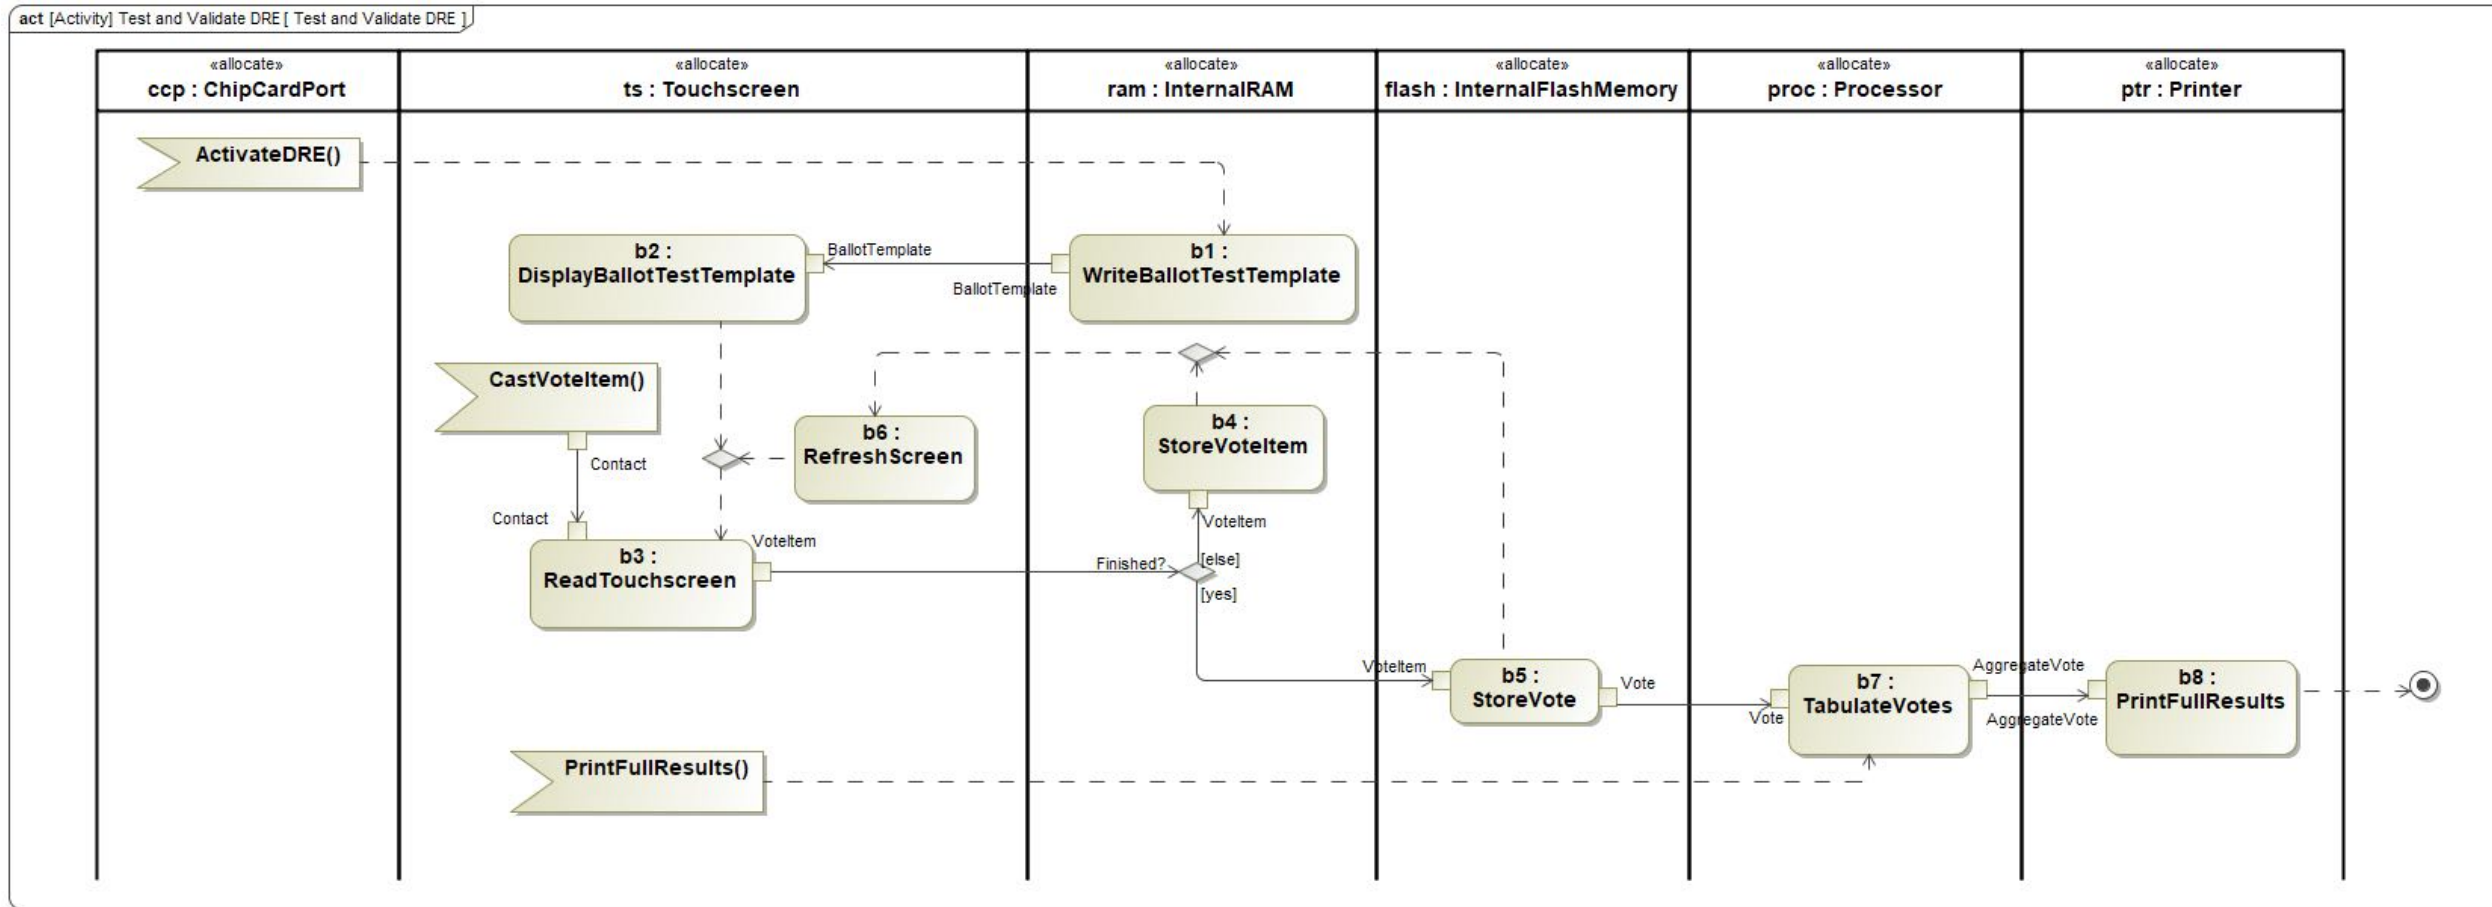 act [Activity] Test and Validate DRE [ Test and Validate DRE ]
«allocate»
ccp : ChipCardPort
«allocate»
ts : Touchscreen
«allocate»
ram : InternalRAM
«allocate»
flash : InternalFlashMemory
«allocate»
proc : Processor
«allocate»
ptr : Printer
ActivateDRE()
b2 :
DisplayBallotTestTemplate
BallotTemplate
BallotTemplate
b1 :
WriteBallotTestTemplate
CastVoteItem()
Contact
Contact
b6 :
RefreshScreen
b4 :
StoreVoteItem
VoteItem
b3 :
ReadTouchscreen
VoteItem
Finished?
[else]
[yes]
VoteItem
b5 :
StoreVote
Vote
Vote
b7 :
TabulateVotes
AggregateVote
AggregateVote
b8 :
PrintFullResults
PrintFullResults()